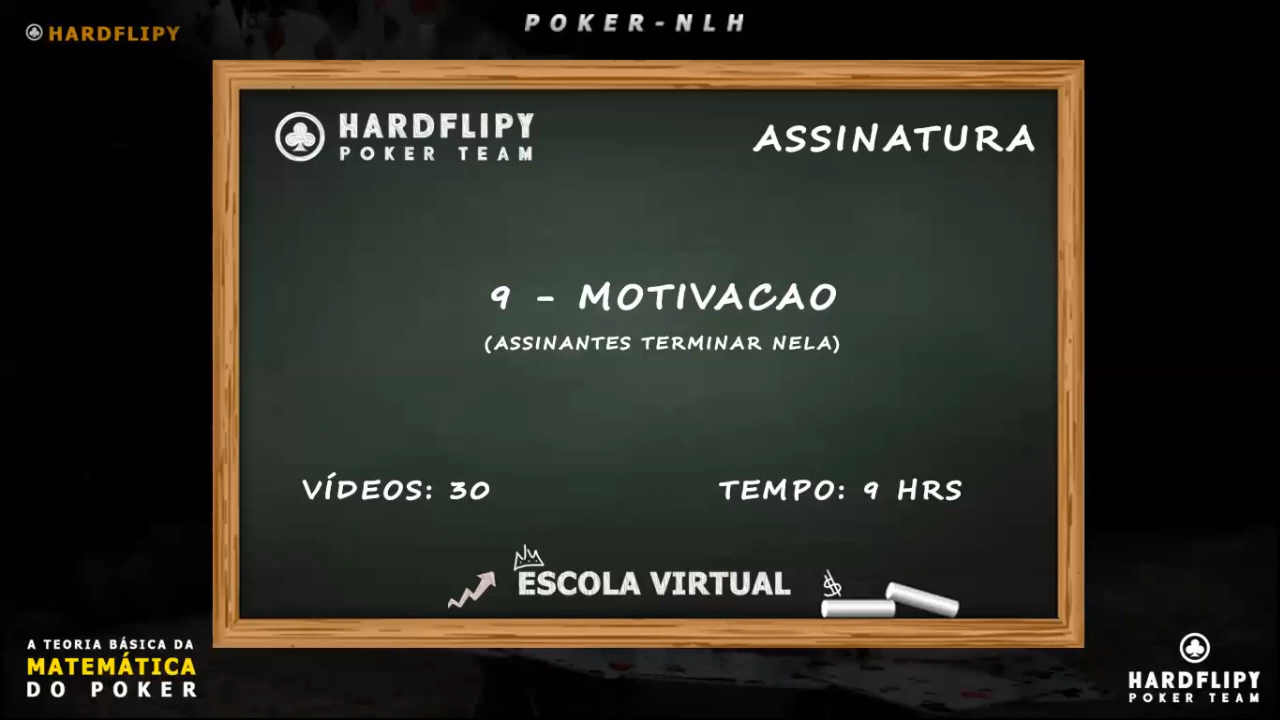 POKER-NLH
HARDFLIPY
HARDFLIPY
POKER TEAM
ASSINATURA
9 - MOTIVACAO
(ASSINANTES TERMINAR NELA)
VÍDEOS: 30
TEMPO: 9 HRS
ESCOLA VIRTUAL
A TEORIA BÁSICA DA
MATEMÁTICA
DO POKER
HARDFLIPY
POKER TEAM